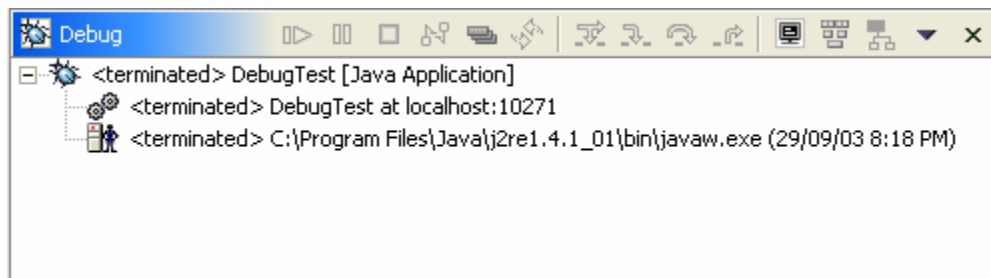 Debug
<terminated> DebugTest [Java Application]
<terminated> DebugTest at localhost:10271
<terminated> C:\Program Files\Java\j2re1.4.1_01\bin\javaw.exe (29/09/03 8:18 PM)